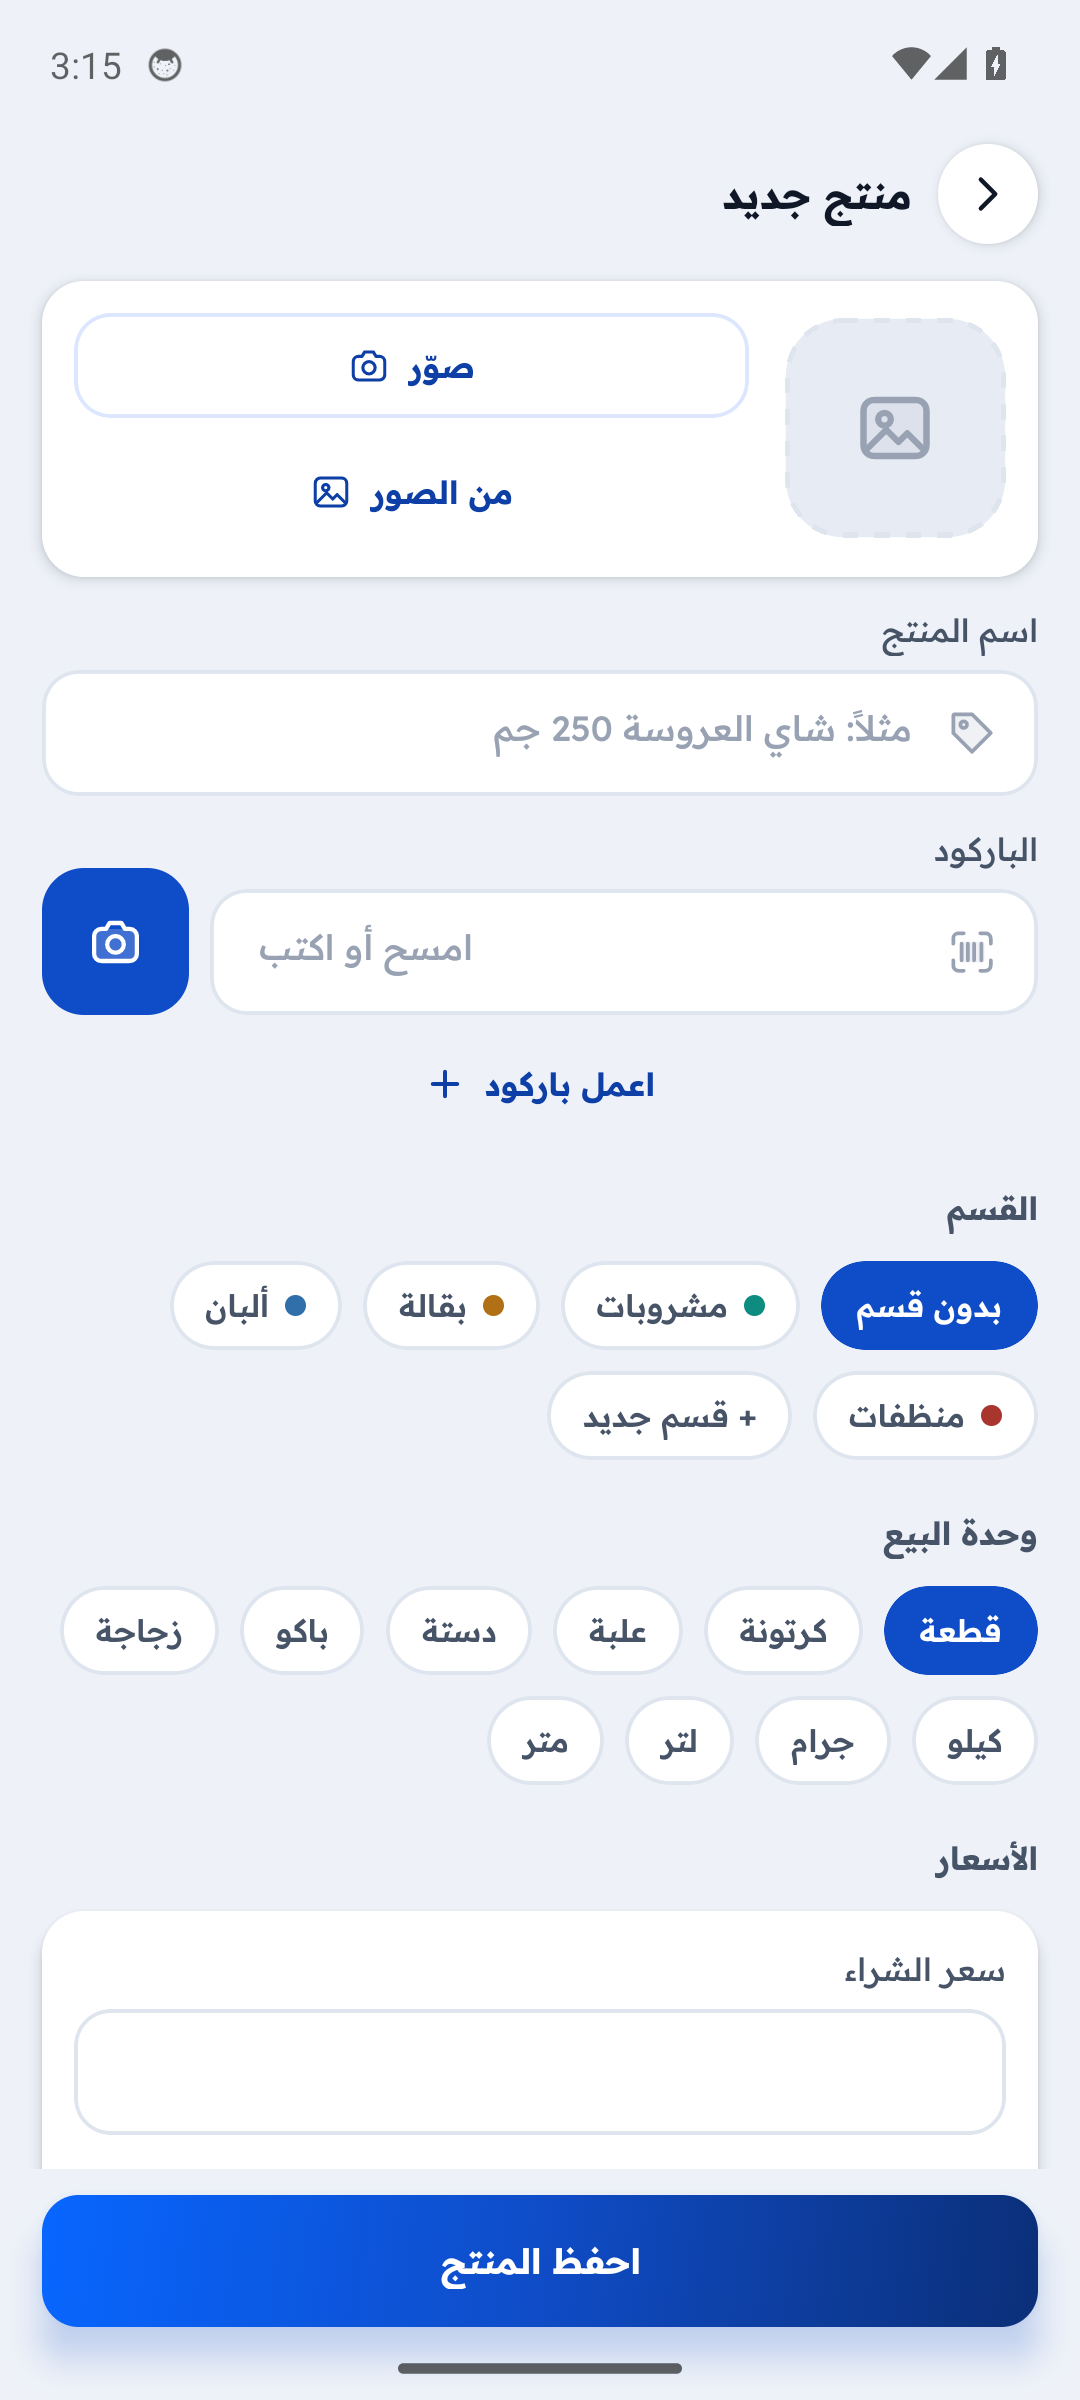 3:15
منتج جديد
صوّر
من الصور
اسم المنتج
مثلاً: شاي العروسة 250 جم
الباركود
امسح أو اكتب
اعمل باركود
القسم
بدون قسم
مشروبات
بقالة
ألبان
منظفات
+ قسم جديد
وحدة البيع
قطعة
كرتونة
علبة
دستة
باكو
زجاجة
كيلو
جرام
لتر
متر
الأسعار
سعر الشراء
احفظ المنتج